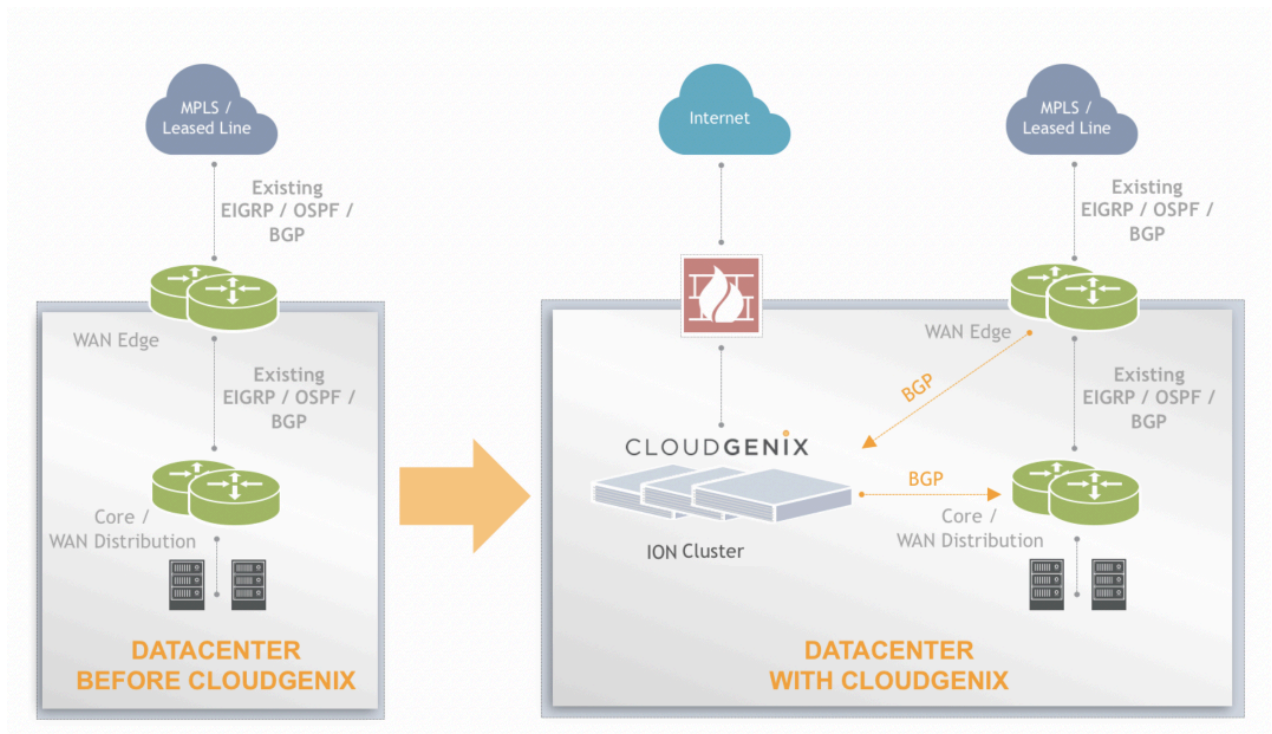 MPLS /
Leased Line
Existing
EIGRP / OSPF /
BGP
WAN Edge
Existing
EIGRP / OSPF /
BGP
Core /
WAN Distribution
DATACENTER
BEFORE CLOUDGENIX
Internet
MPLS /
Leased Line
Existing
EIGRP / OSPF /
BGP
WAN Edge
BGP
Existing
EIGRP / OSPF /
BGP
CLOUDGENIX
BGP
ION Cluster
Core /
WAN Distribution
DATACENTER
WITH CLOUDGENIX